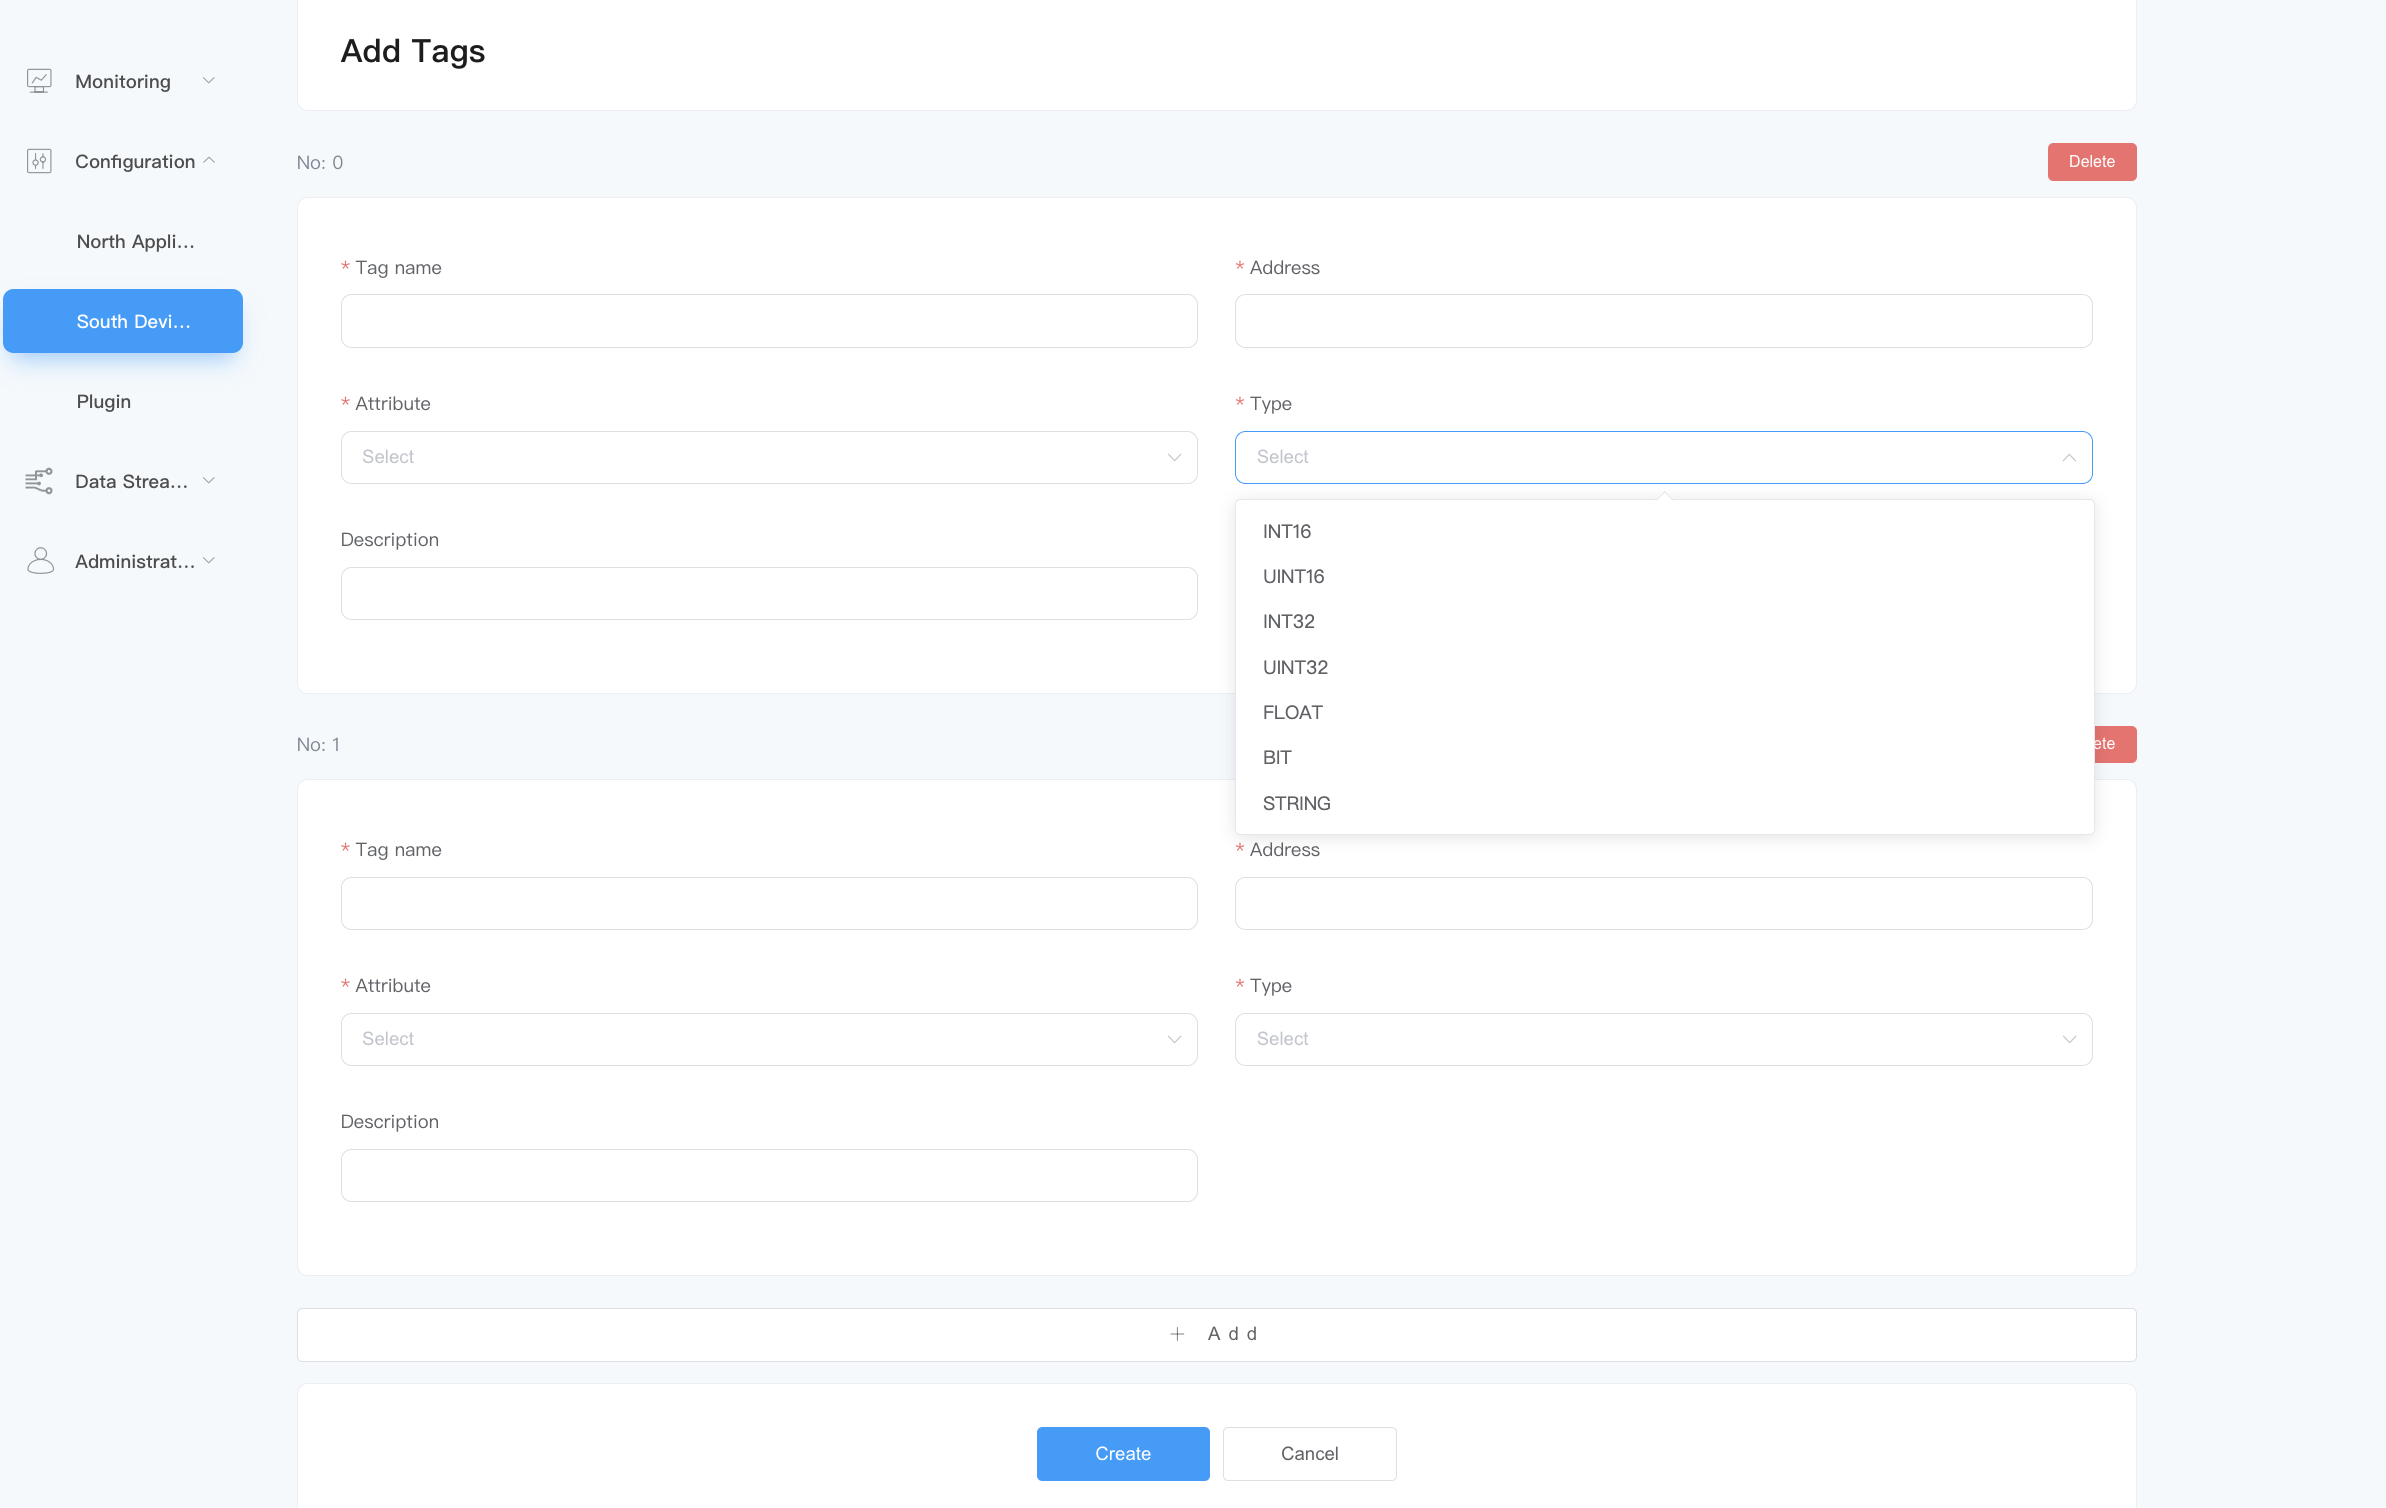 Monitoring
Configuration
North Appli...
South Devi...
Plugin
Data Strea...
Administrat...
Add Tags
No: 0
Delete
* Tag name
* Address
* Attribute
* Type
Select
Select
Description
INT16
UINT16
INT32
UINT32
FLOAT
BIT
STRING
No: 1
ete
* Tag name
* Address
* Attribute
* Type
Select
Select
Description
+ Add
Create
Cancel